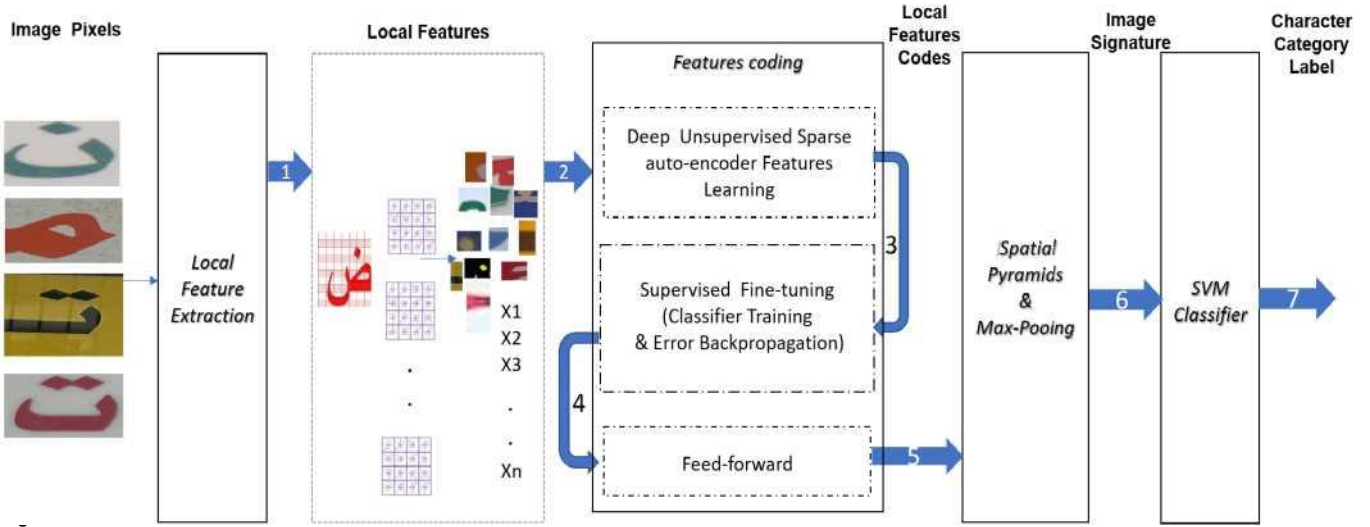 Image Pixels
Local Feature Extraction
1
Local Features
ض
X1
X2
X3
.
.
.
.
Xn
2
Features coding
Deep Unsupervised Sparse
auto-encoder Features
Learning
3
Supervised Fine-tuning
(Classifier Training
& Error Backpropagation)
4
Feed-forward
Local
Features
Codes
5
Spatial
Pyramids
&
Max-Pooing
Image
Signature
6
SVM
Classifier
Character
Category
Label
7